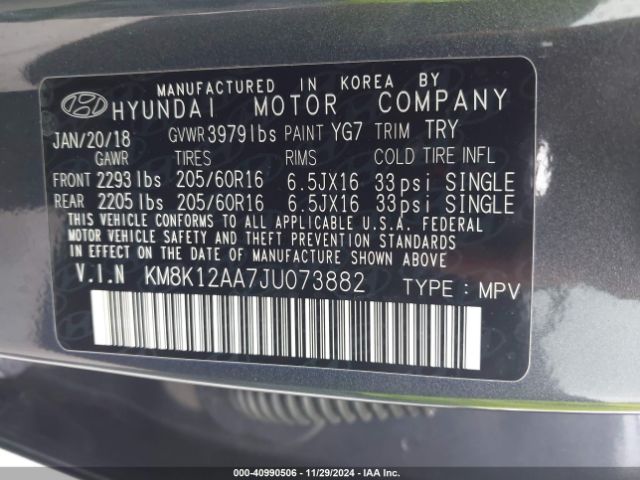 MANUFACTURED IN KOREA BY
HYUNDAI MOTOR COMPANY
JAN/20/18 GVWR 3979lbs PAINT YG7 TRIM TRY
GAWR TIRES RIMS COLD TIRE INFL
FRONT 2293lbs 205/60R16 6.5JX16 33psi SINGLE
REAR 2205lbs 205/60R16 6.5JX16 33psi SINGLE
THIS VEHICLE CONFORMS TO ALL APPLICABLE U.S.A. FEDERAL
MOTOR VEHICLE SAFETY AND THEFT PREVENTION STANDARDS
IN EFFECT ON THE DATE OF MANUFACTURE SHOWN ABOVE
V.I.N KM8K12AA7JU073882 TYPE : MPV
000-40990506 - 11/29/2024 - IAA Inc.